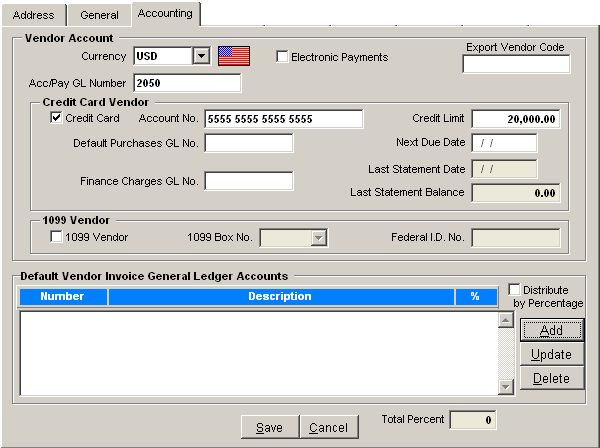 Address General Accounting
Vendor Account
Currency USD Electronic Payments Export Vendor Code
Acc/Pay GL Number 2050
Credit Card Vendor
Credit Card Account No. 5555 5555 5555 5555 Credit Limit 20,000.00
Default Purchases GL No. Next Due Date / /
Last Statement Date / /
Finance Charges GL No.
Last Statement Balance 0.00
1099 Vendor
1099 Vendor 1099 Box No. Federal I.D. No.
Default Vendor Invoice General Ledger Accounts
Number Description %
Distribute
by Percentage
Add
Update
Delete
Save Cancel Total Percent 0